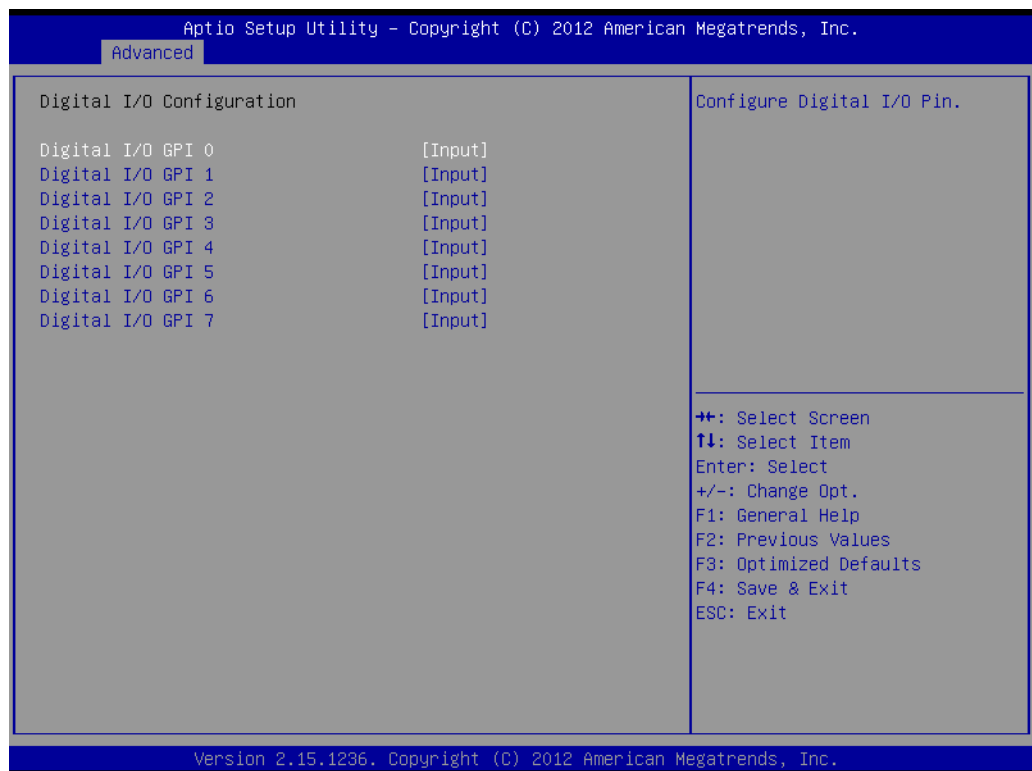 Aptio Setup Utility – Copyright (C) 2012 American Megatrends, Inc.
Advanced
Digital I/O Configuration
Digital I/O GPI 0 [Input]
Digital I/O GPI 1 [Input]
Digital I/O GPI 2 [Input]
Digital I/O GPI 3 [Input]
Digital I/O GPI 4 [Input]
Digital I/O GPI 5 [Input]
Digital I/O GPI 6 [Input]
Digital I/O GPI 7 [Input]
Configure Digital I/O Pin.
→←: Select Screen
↑↓: Select Item
Enter: Select
+/-: Change Opt.
F1: General Help
F2: Previous Values
F3: Optimized Defaults
F4: Save & Exit
ESC: Exit
Version 2.15.1236. Copyright (C) 2012 American Megatrends, Inc.